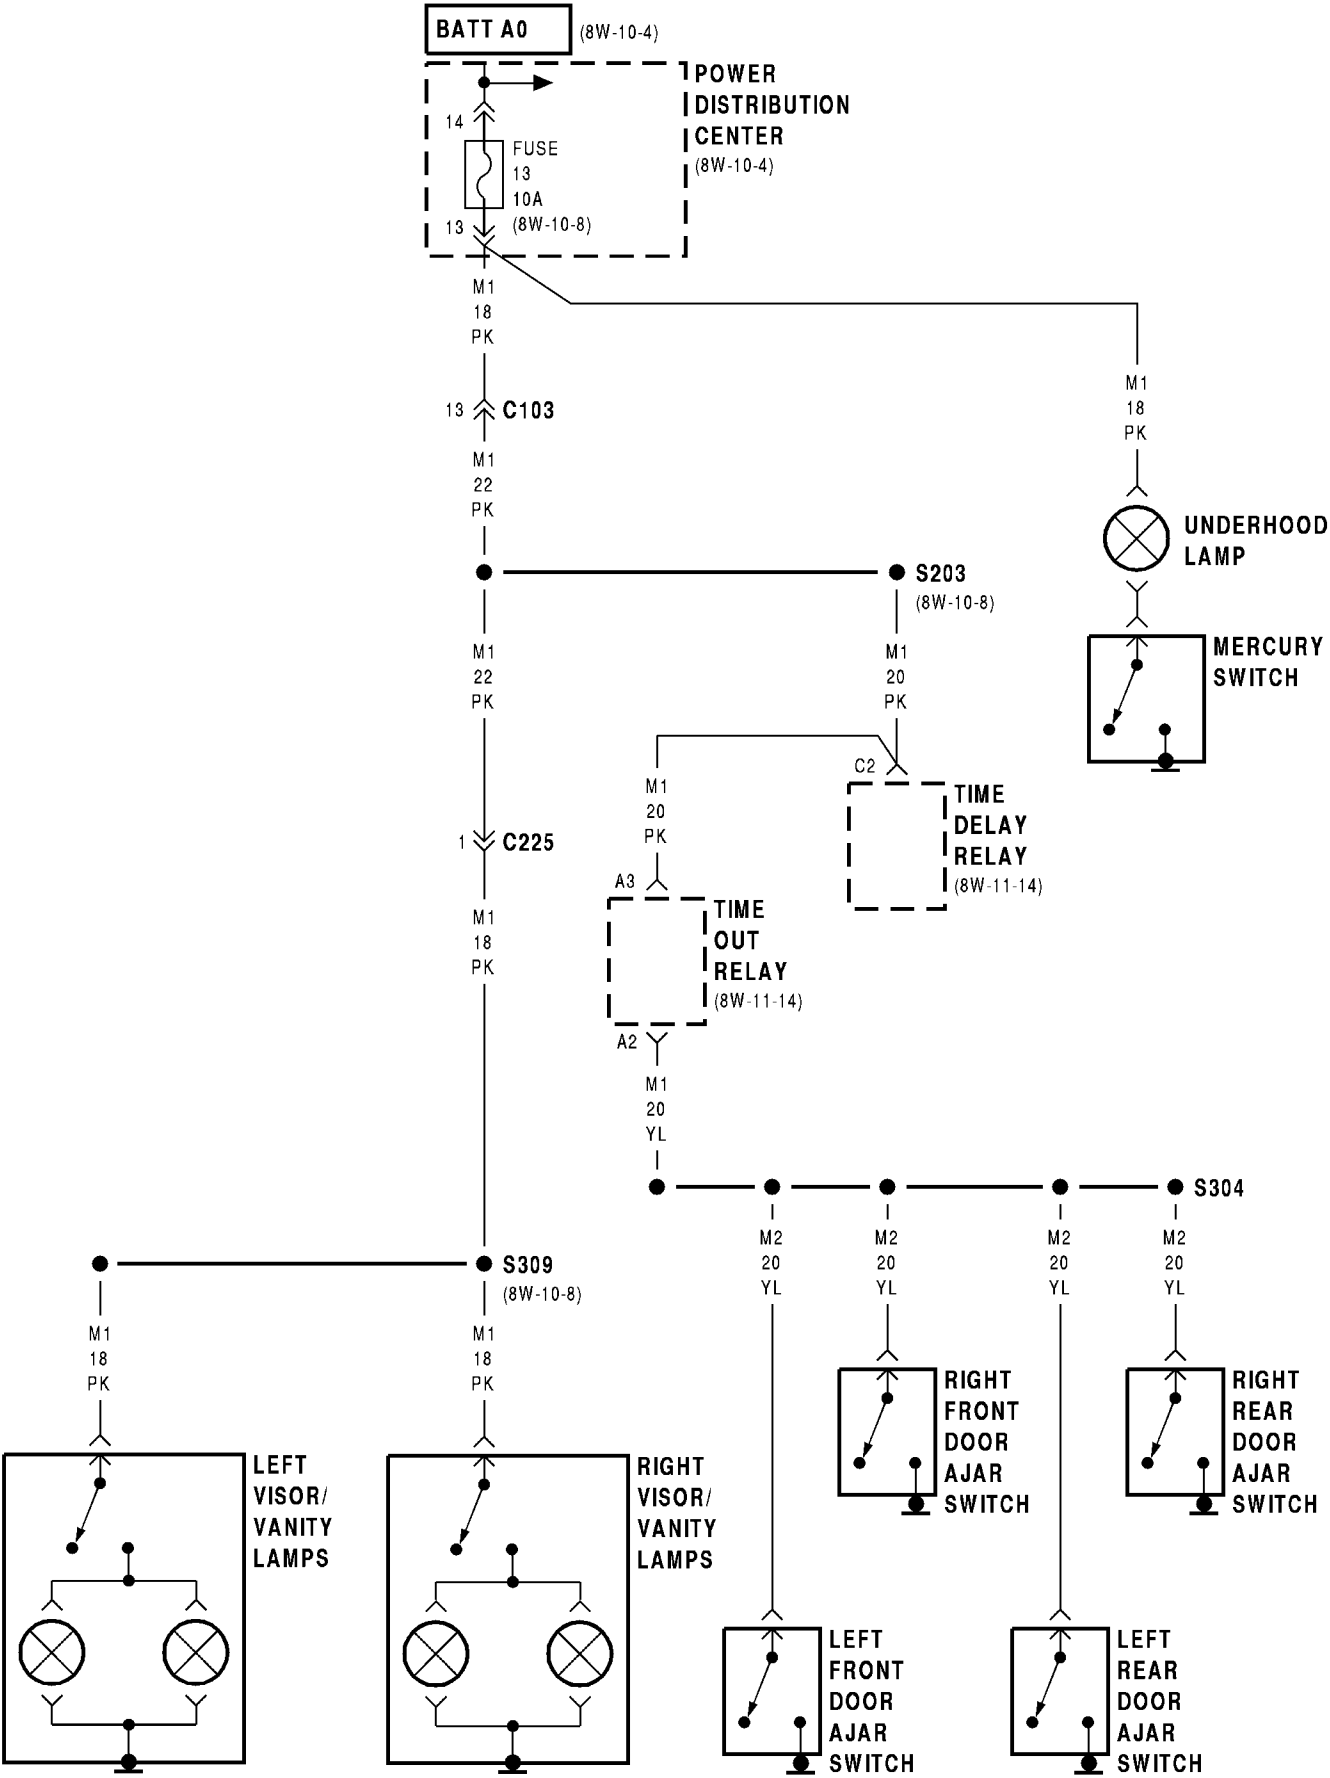 BATT A0
(8W-10-4)
POWER
DISTRIBUTION
CENTER
(8W-10-4)
14
FUSE
13
10A
(8W-10-8)
13
M1
18
PK
M1
18
PK
13
C103
M1
22
PK
UNDERHOOD
LAMP
S203
(8W-10-8)
MERCURY
SWITCH
M1
22
PK
M1
20
PK
C2
TIME
DELAY
RELAY
(8W-11-14)
M1
20
PK
1
C225
A3
TIME
OUT
RELAY
(8W-11-14)
M1
18
PK
A2
M1
20
YL
S304
M2
20
YL
M2
20
YL
M2
20
YL
M2
20
YL
S309
(8W-10-8)
M1
18
PK
M1
18
PK
RIGHT
FRONT
DOOR
AJAR
SWITCH
RIGHT
REAR
DOOR
AJAR
SWITCH
LEFT
VISOR/
VANITY
LAMPS
RIGHT
VISOR/
VANITY
LAMPS
LEFT
FRONT
DOOR
AJAR
SWITCH
LEFT
REAR
DOOR
AJAR
SWITCH